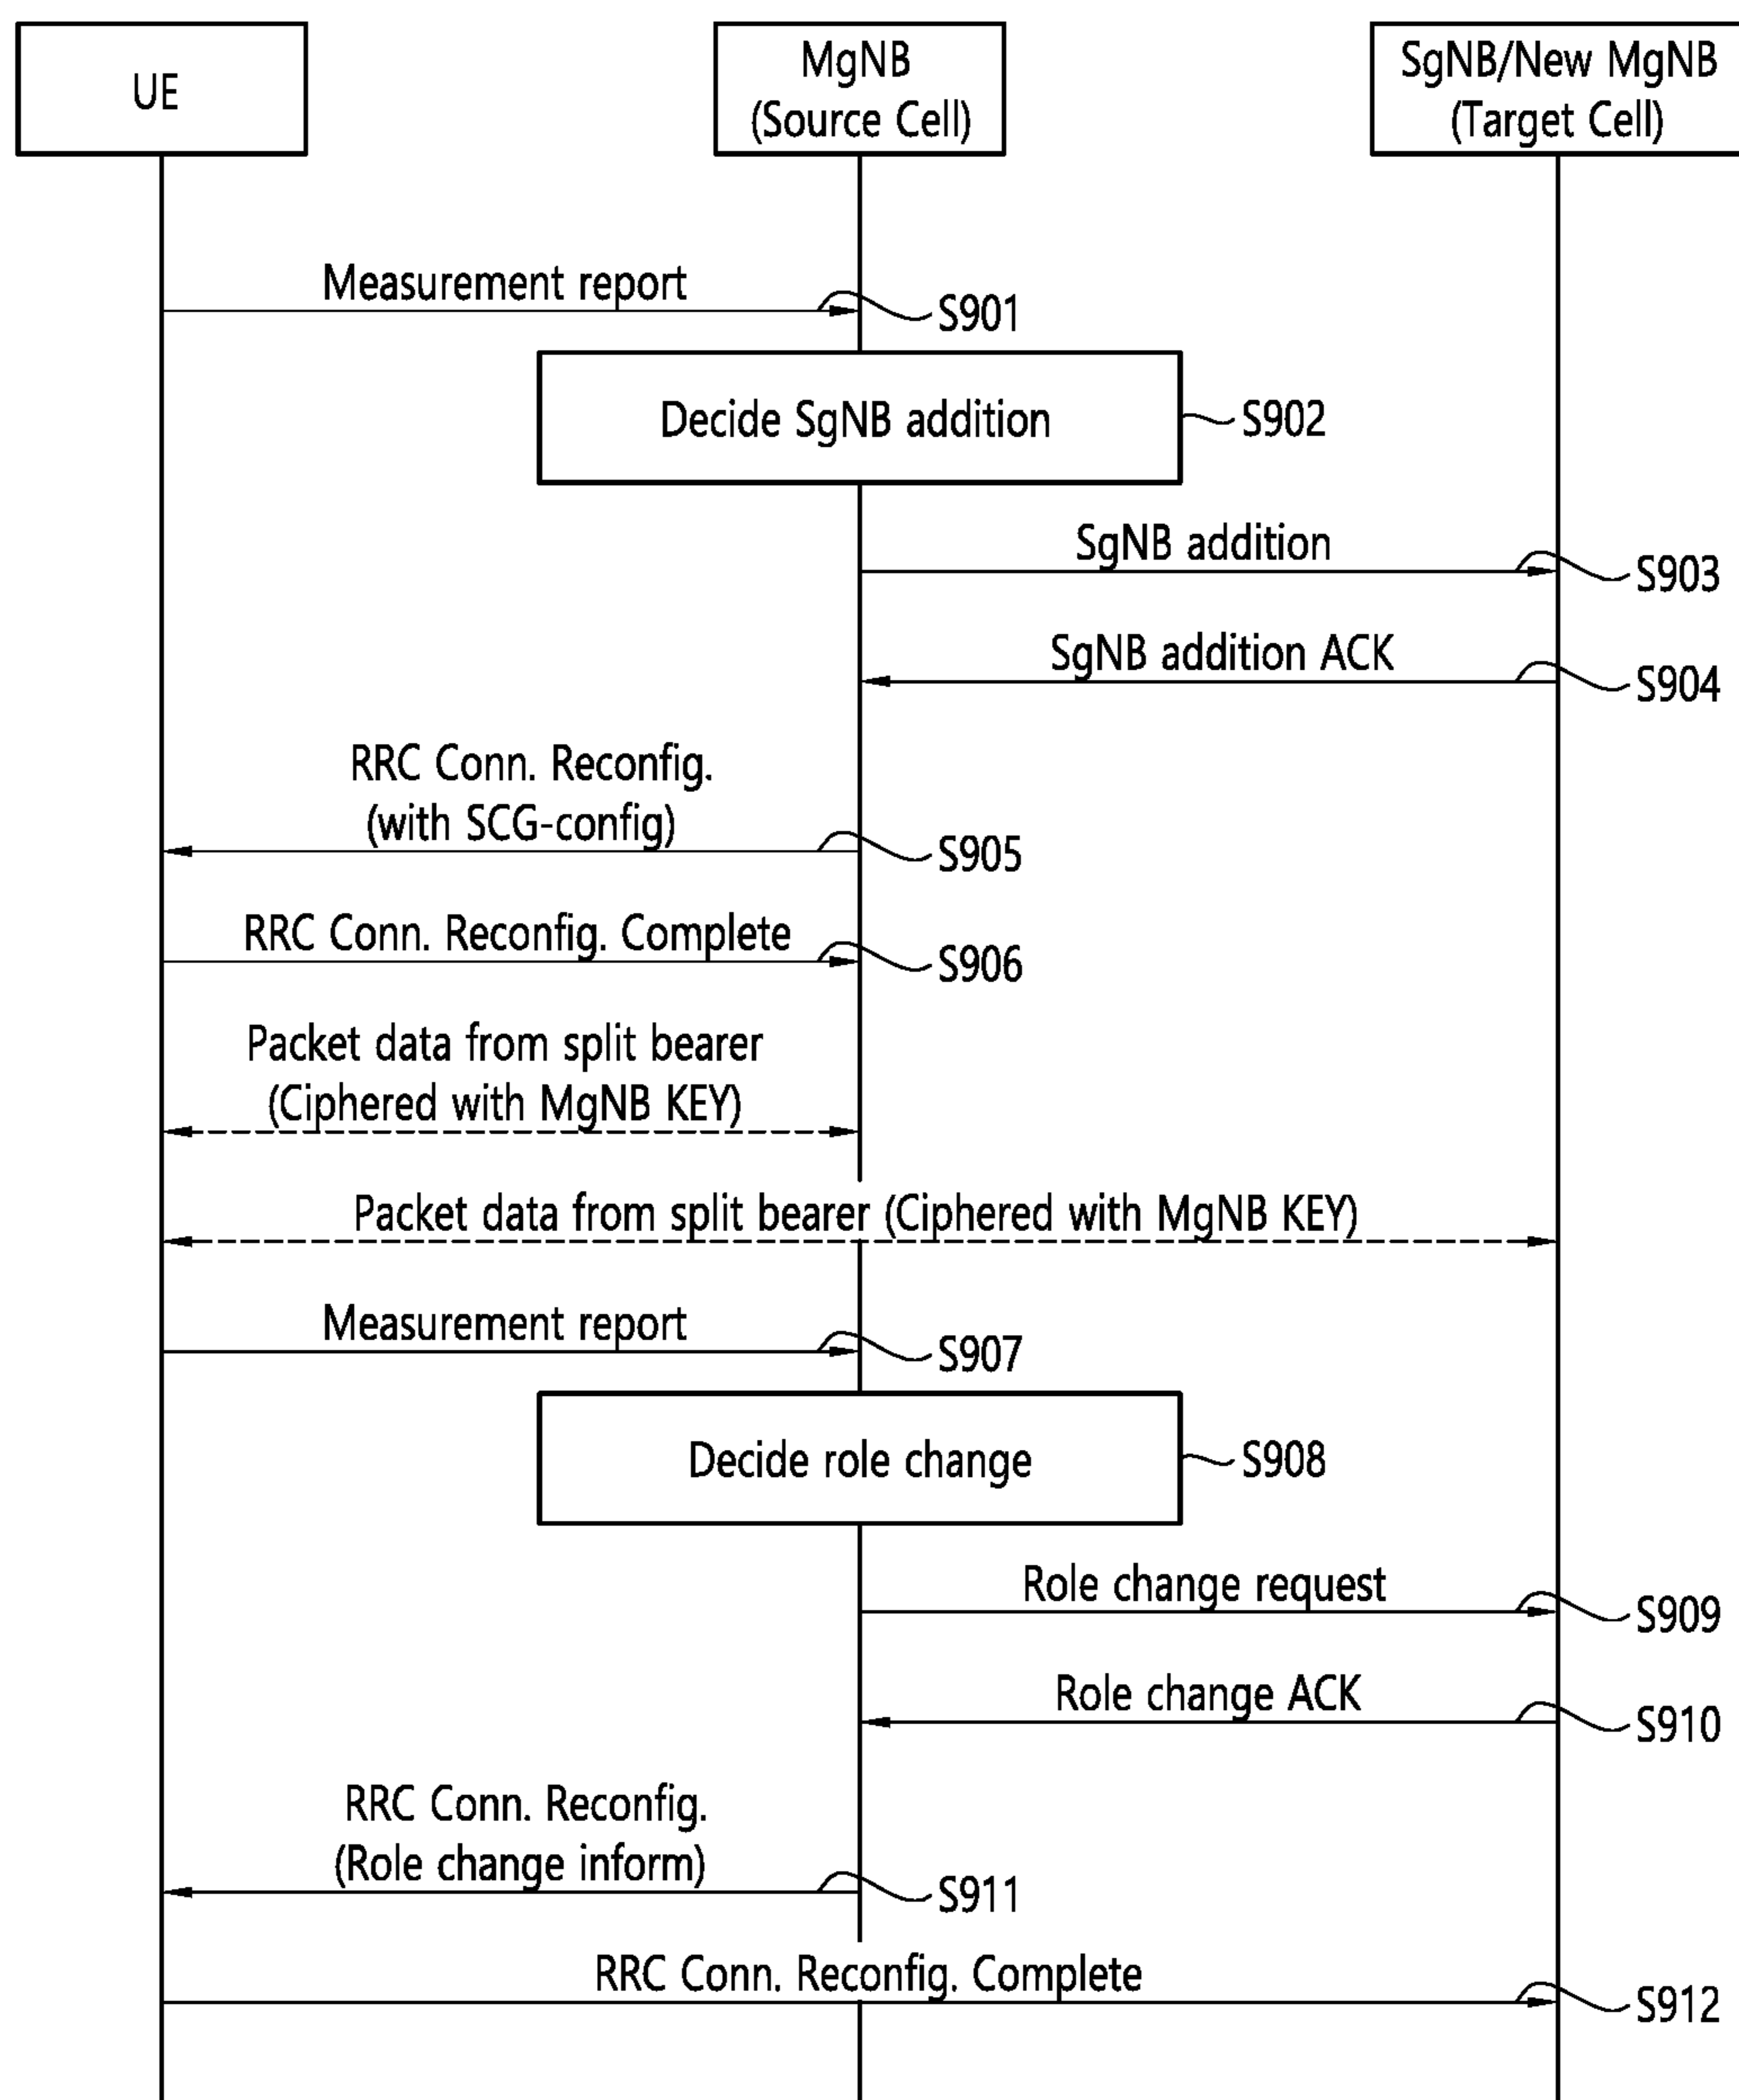 UE
MgNB
(Source Cell)
SgNB/New MgNB
(Target Cell)
Measurement report
S901
Decide SgNB addition
S902
SgNB addition
S903
SgNB addition ACK
S904
RRC Conn. Reconfig.
(with SCG-config)
S905
RRC Conn. Reconfig. Complete
S906
Packet data from split bearer
(Ciphered with MgNB KEY)
Packet data from split bearer (Ciphered with MgNB KEY)
Measurement report
S907
Decide role change
S908
Role change request
S909
Role change ACK
S910
RRC Conn. Reconfig.
(Role change inform)
S911
RRC Conn. Reconfig. Complete
S912